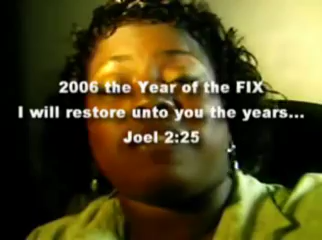 2006 the Year of the FIX
I will restore unto you the years...
Joel 2:25